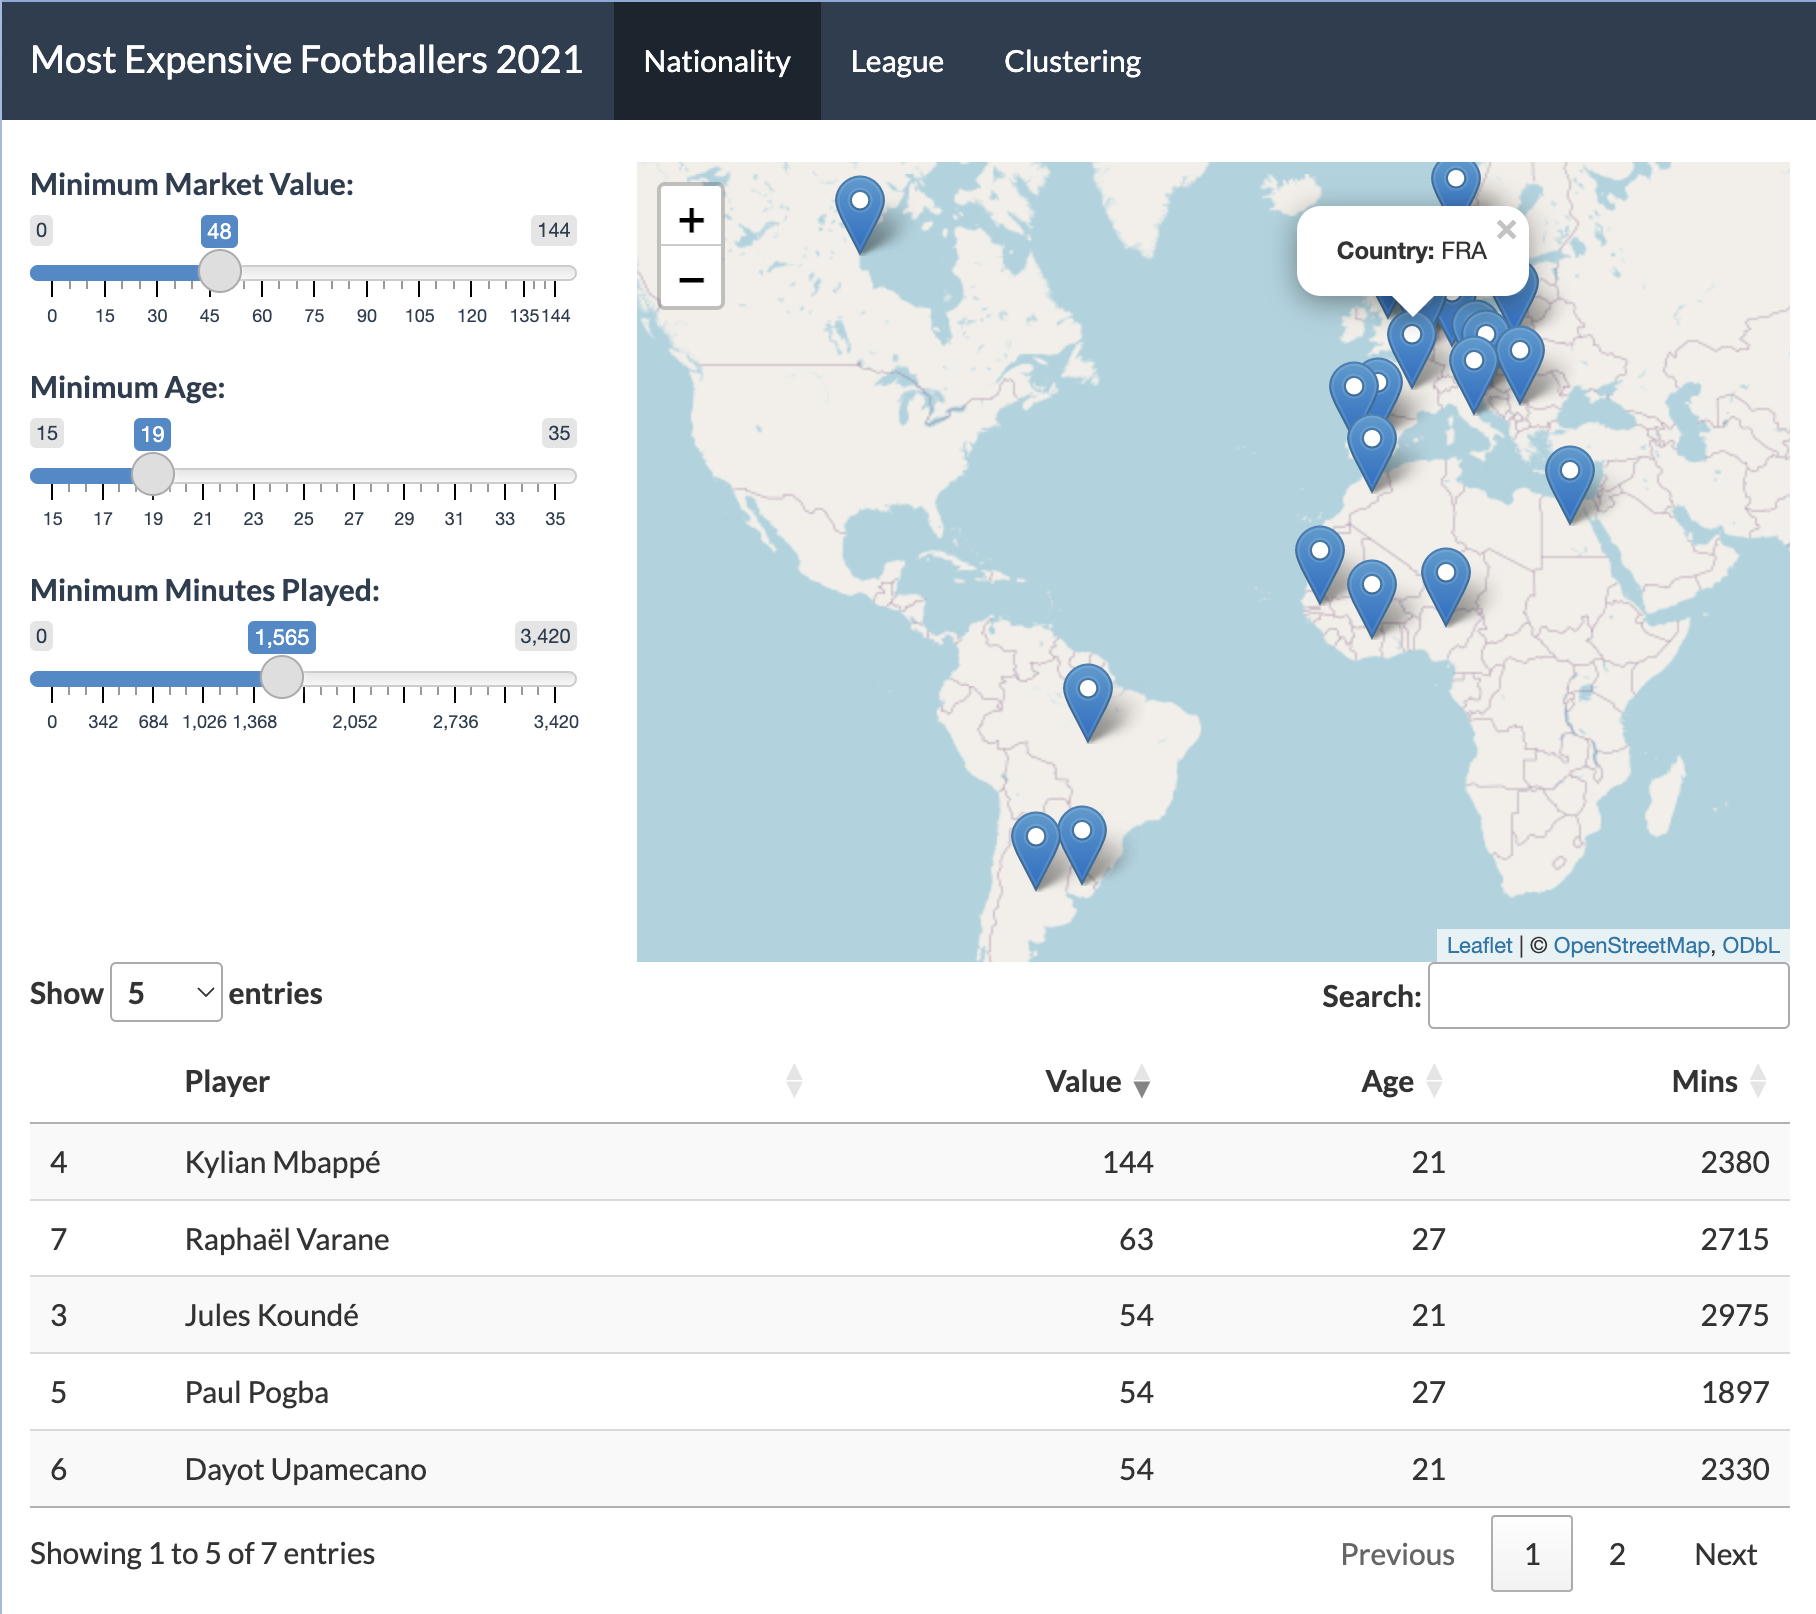 Most Expensive Footballers 2021 Nationality League Clustering
Minimum Market Value:
0 48 144
0 15 30 45 60 75 90 105 120 135 144
Minimum Age:
15 19 35
15 17 19 21 23 25 27 29 31 33 35
Minimum Minutes Played:
0 1,565 3,420
0 342 684 1,026 1,368 2,052 2,736 3,420
+
−
Country: FRA ×
Leaflet | © OpenStreetMap, ODbL
Show 5 entries Search:
Player Value Age Mins
4 Kylian Mbappé 144 21 2380
7 Raphaël Varane 63 27 2715
3 Jules Koundé 54 21 2975
5 Paul Pogba 54 27 1897
6 Dayot Upamecano 54 21 2330
Showing 1 to 5 of 7 entries Previous 1 2 Next